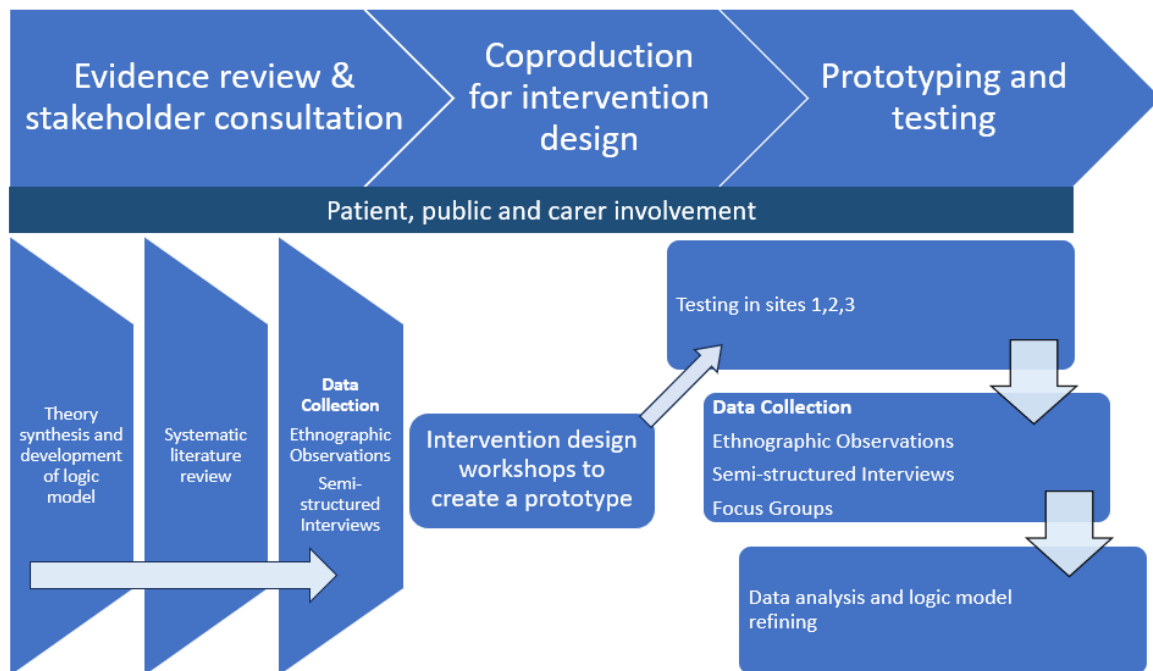 Evidence review &
stakeholder consultation
Coproduction
for intervention
design
Prototyping and
testing
Patient, public and carer involvement
Theory
synthesis and
development
of logic
model
Systematic
literature
review
Data
Collection
Ethnographic
Observations
Semi-
structured
Interviews
Intervention design
workshops to
create a prototype
Testing in sites 1,2,3
Data Collection
Ethnographic Observations
Semi-structured Interviews
Focus Groups
Data analysis and logic model
refining